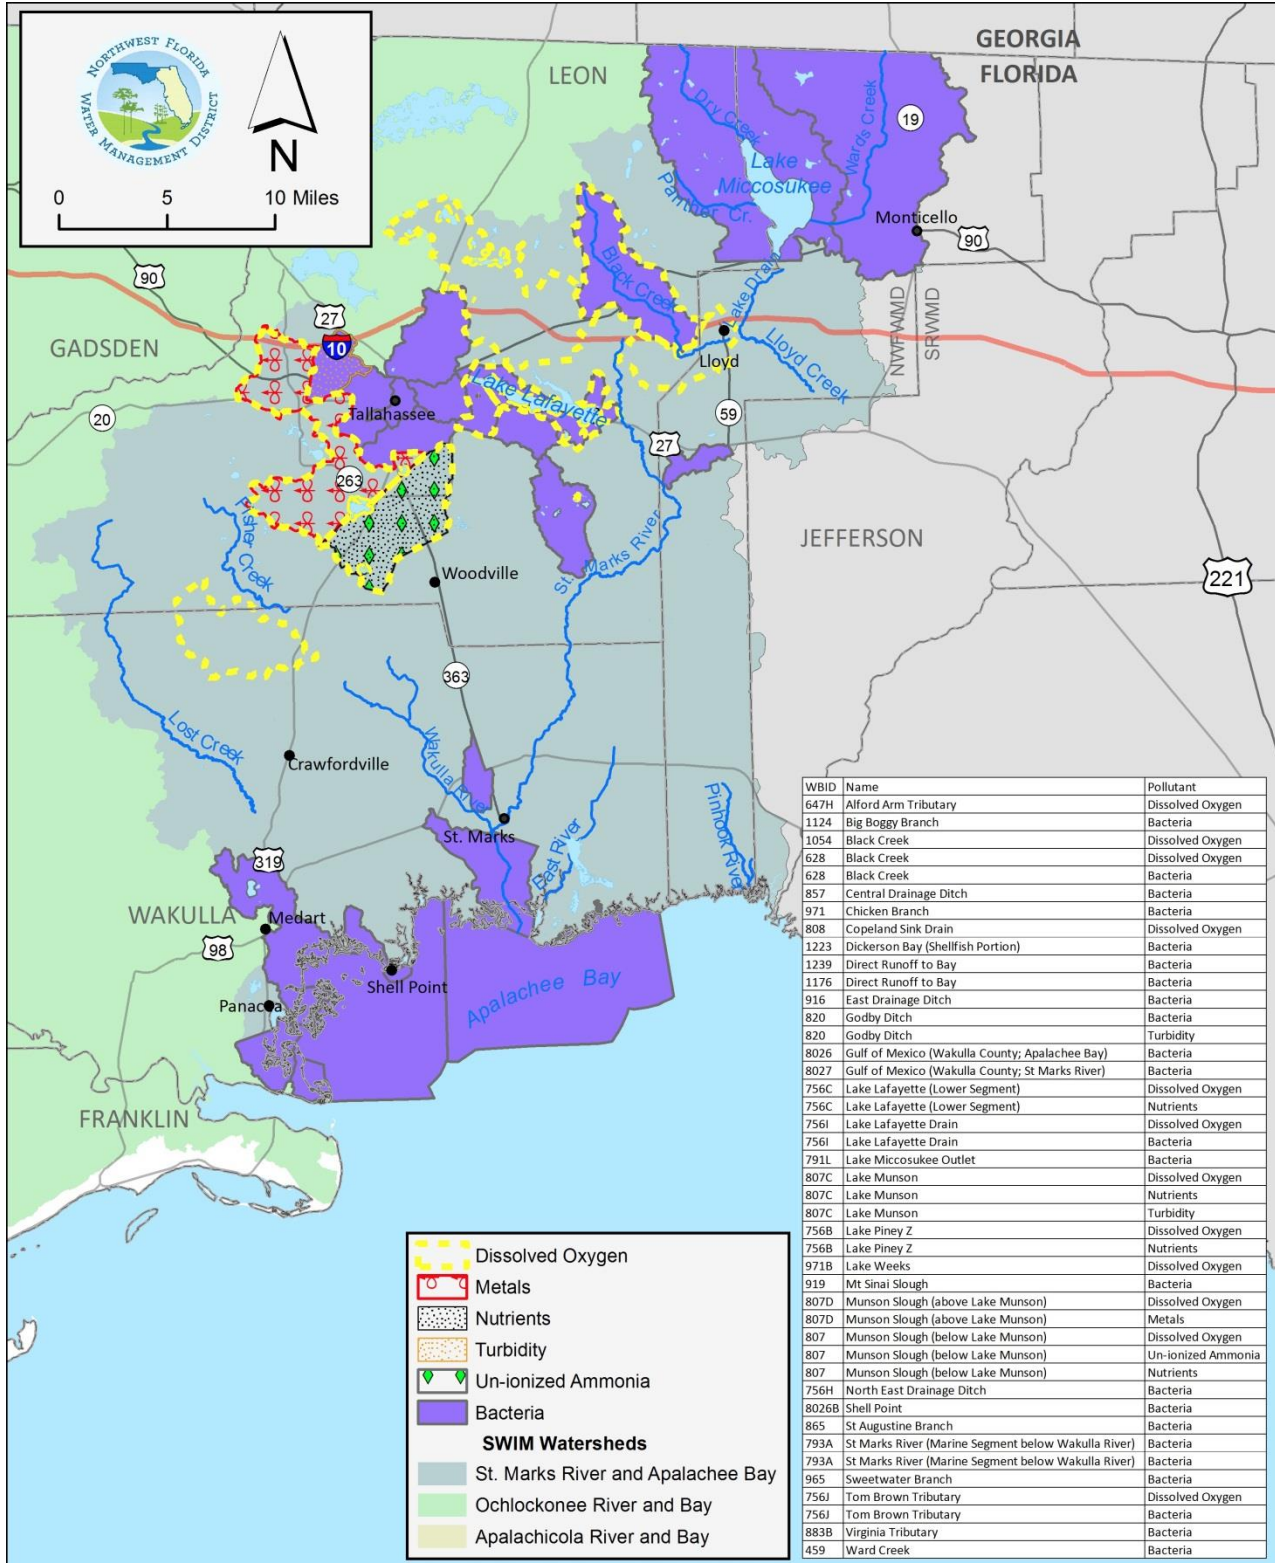 NORTHWEST FLORIDA
WATER MANAGEMENT DISTRICT
N
0 5 10 Miles
GEORGIA
FLORIDA
LEON
19
Dry Creek
Wards Creek
Lake
Miccosukee
Panther Cr.
Monticello
90
90
Black Creek
Lake Drain
27
10
GADSDEN
Lloyd
Lloyd Creek
NWFWMD
SRWMD
Lake Lafayette
Tallahassee
20
59
27
263
Fisher Creek
St. Marks River
JEFFERSON
Woodville
221
363
Lost Creek
Wakulla River
Crawfordville
St. Marks
East River
Pinhook River
319
WAKULLA
Medart
98
Shell Point
Apalachee Bay
Panacea
FRANKLIN
Dissolved Oxygen
Metals
Nutrients
Turbidity
Un-ionized Ammonia
Bacteria
SWIM Watersheds
St. Marks River and Apalachee Bay
Ochlockonee River and Bay
Apalachicola River and Bay
WBID Name Pollutant
647H Alford Arm Tributary Dissolved Oxygen
1124 Big Boggy Branch Bacteria
1054 Black Creek Dissolved Oxygen
628 Black Creek Dissolved Oxygen
628 Black Creek Bacteria
857 Central Drainage Ditch Bacteria
971 Chicken Branch Bacteria
808 Copeland Sink Drain Dissolved Oxygen
1223 Dickerson Bay (Shellfish Portion) Bacteria
1239 Direct Runoff to Bay Bacteria
1176 Direct Runoff to Bay Bacteria
916 East Drainage Ditch Bacteria
820 Godby Ditch Bacteria
820 Godby Ditch Turbidity
8026 Gulf of Mexico (Wakulla County; Apalachee Bay) Bacteria
8027 Gulf of Mexico (Wakulla County; St Marks River) Bacteria
756C Lake Lafayette (Lower Segment) Dissolved Oxygen
756C Lake Lafayette (Lower Segment) Nutrients
756I Lake Lafayette Drain Dissolved Oxygen
756I Lake Lafayette Drain Bacteria
791L Lake Miccosukee Outlet Bacteria
807C Lake Munson Dissolved Oxygen
807C Lake Munson Nutrients
807C Lake Munson Turbidity
756B Lake Piney Z Dissolved Oxygen
756B Lake Piney Z Nutrients
971B Lake Weeks Dissolved Oxygen
919 Mt Sinai Slough Bacteria
807D Munson Slough (above Lake Munson) Dissolved Oxygen
807D Munson Slough (above Lake Munson) Metals
807 Munson Slough (below Lake Munson) Dissolved Oxygen
807 Munson Slough (below Lake Munson) Un-ionized Ammonia
807 Munson Slough (below Lake Munson) Nutrients
756H North East Drainage Ditch Bacteria
8026B Shell Point Bacteria
865 St Augustine Branch Bacteria
793A St Marks River (Marine Segment below Wakulla River) Bacteria
793A St Marks River (Marine Segment below Wakulla River) Bacteria
965 Sweetwater Branch Bacteria
756J Tom Brown Tributary Dissolved Oxygen
756J Tom Brown Tributary Bacteria
883B Virginia Tributary Bacteria
459 Ward Creek Bacteria